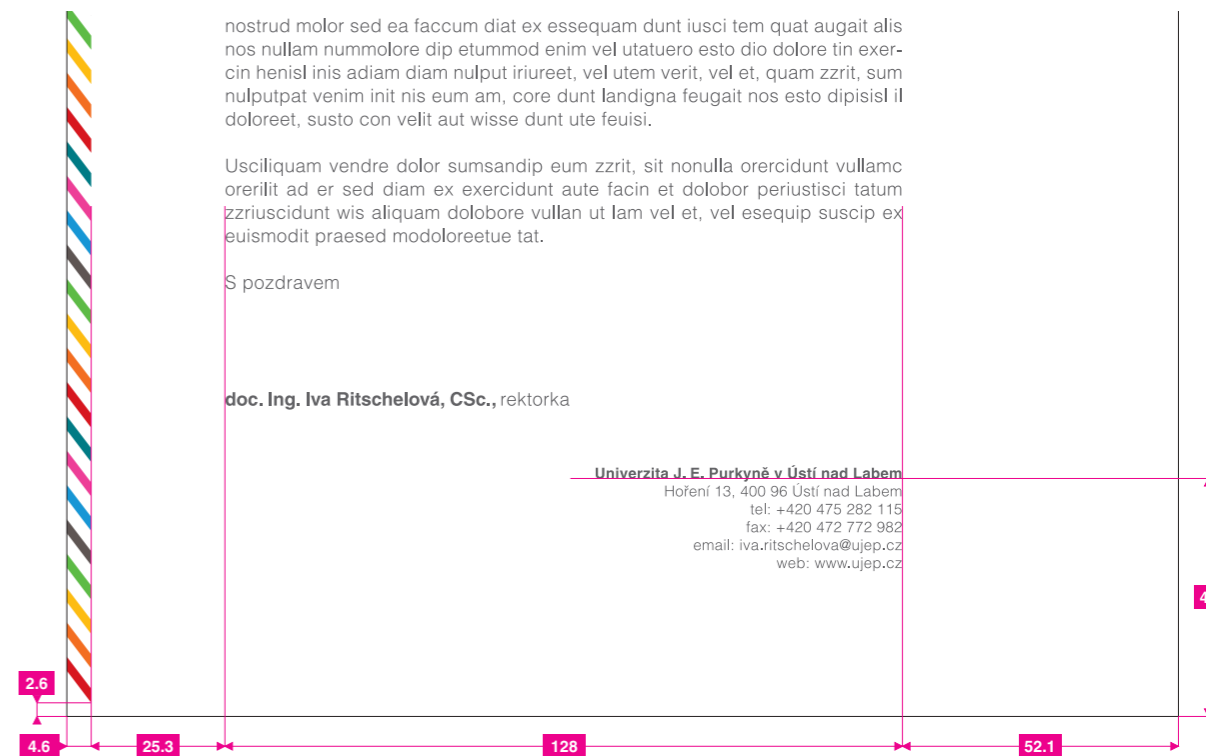 nostrud molor sed ea faccum diat ex essequam dunt iusci tem quat augait alis
nos nullam nummolore dip etummod enim vel utatuero esto dio dolore tin exer-
cin henisl inis adiam diam nulput iriureet, vel utem verit, vel et, quam zzrit, sum
nulputpat venim init nis eum am, core dunt landigna feugait nos esto dipisisl il
doloreet, susto con velit aut wisse dunt ute feuisi.
Usciliquam vendre dolor sumsandip eum zzrit, sit nonulla orercidunt vullamc
orerilit ad er sed diam ex exercidunt aute facin et dolobor periustisci tatum
zzriuscidunt wis aliquam dolobore vullan ut lam vel et, vel esequip suscip ex
euismodit praesed modoloreetue tat.
S pozdravem
doc. Ing. Iva Ritschelová, CSc., rektorka
Univerzita J. E. Purkyně v Ústí nad Labem
Hoření 13, 400 96 Ústí nad Labem
tel: +420 475 282 115
fax: +420 472 772 982
email: iva.ritschelova@ujep.cz
web: www.ujep.cz
2.6
4.6 25.3 128 52.1